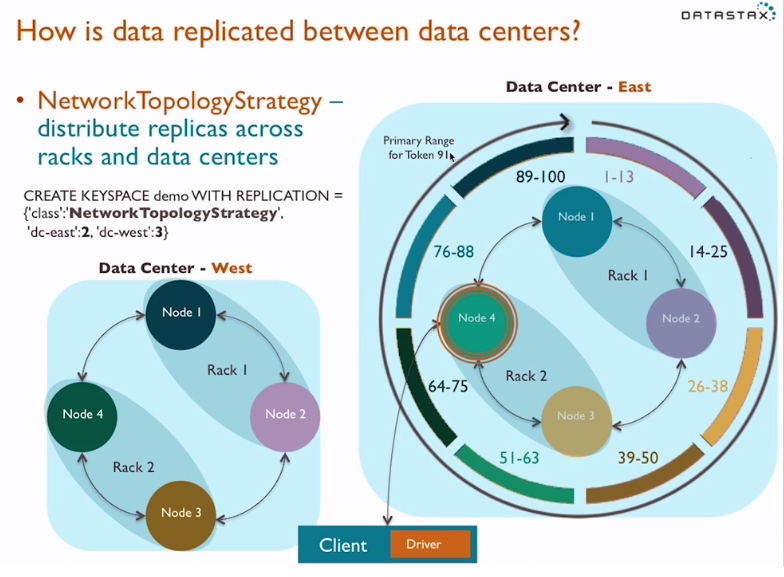 How is data replicated between data centers?
DATASTAX
• NetworkTopologyStrategy –
distribute replicas across
racks and data centers
CREATE KEYSPACE demo WITH REPLICATION =
{'class':'NetworkTopologyStrategy',
'dc-east':2, 'dc-west':3}
Data Center - West
Node 1
Rack 1
Node 4
Node 2
Rack 2
Node 3
Data Center - East
Primary Range
for Token 91
89-100
1-13
Node 1
76-88
14-25
Rack 1
Node 4
Node 2
Rack 2
64-75
26-38
Node 3
51-63
39-50
Client
Driver